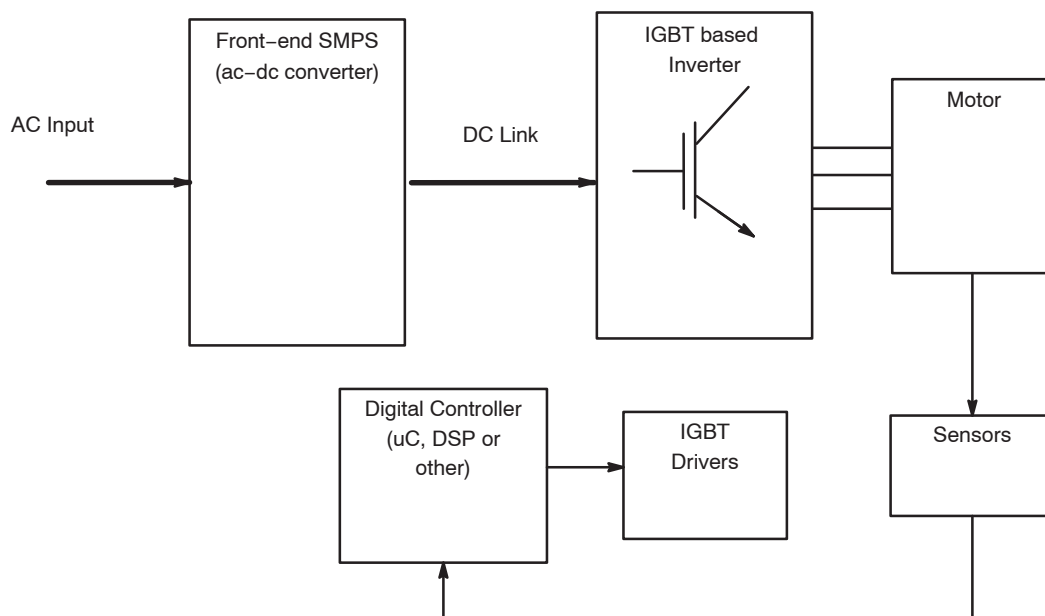 Front−end SMPS
(ac−dc converter)
IGBT based
Inverter
Motor
AC Input
DC Link
Digital Controller
(uC, DSP or
other)
IGBT
Drivers
Sensors